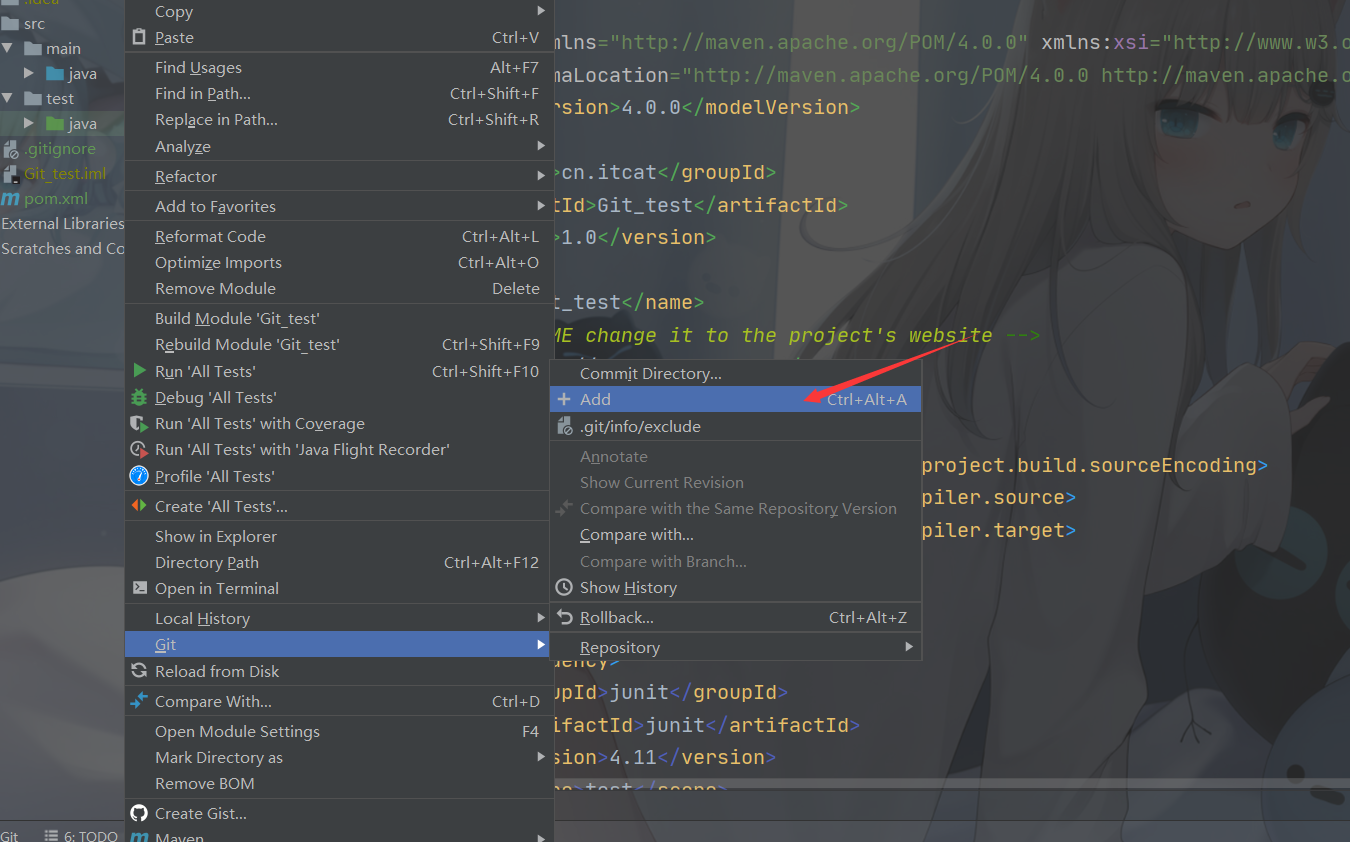 .idea
src
main
java
test
java
.gitignore
Git_test.iml
pom.xml
External Libraries
Scratches and Co
Git
6: TODO
Copy
Paste Ctrl+V
Find Usages Alt+F7
Find in Path... Ctrl+Shift+F
Replace in Path... Ctrl+Shift+R
Analyze
Refactor
Add to Favorites
Reformat Code Ctrl+Alt+L
Optimize Imports Ctrl+Alt+O
Remove Module Delete
Build Module 'Git_test'
Rebuild Module 'Git_test' Ctrl+Shift+F9
Run 'All Tests' Ctrl+Shift+F10
Debug 'All Tests'
Run 'All Tests' with Coverage
Run 'All Tests' with 'Java Flight Recorder'
Profile 'All Tests'
Create 'All Tests'...
Show in Explorer
Directory Path Ctrl+Alt+F12
Open in Terminal
Local History
Git
Reload from Disk
Compare With... Ctrl+D
Open Module Settings F4
Mark Directory as
Remove BOM
Create Gist...
Maven
Commit Directory...
Add Ctrl+Alt+A
.git/info/exclude
Annotate
Show Current Revision
Compare with the Same Repository Version
Compare with...
Compare with Branch...
Show History
Rollback... Ctrl+Alt+Z
Repository
mlns="http://maven.apache.org/POM/4.0.0" xmlns:xsi="http://www.w3.o
maLocation="http://maven.apache.org/POM/4.0.0 http://maven.apache.o
rsion>4.0.0</modelVersion>
>cn.itcat</groupId>
tId>Git_test</artifactId>
>1.0</version>
t_test</name>
ME change it to the project's website -->
project.build.sourceEncoding>
piler.source>
piler.target>
dency>
upId>junit</groupId>
ifactId>junit</artifactId>
rsion>4.11</version>
>test</scope>